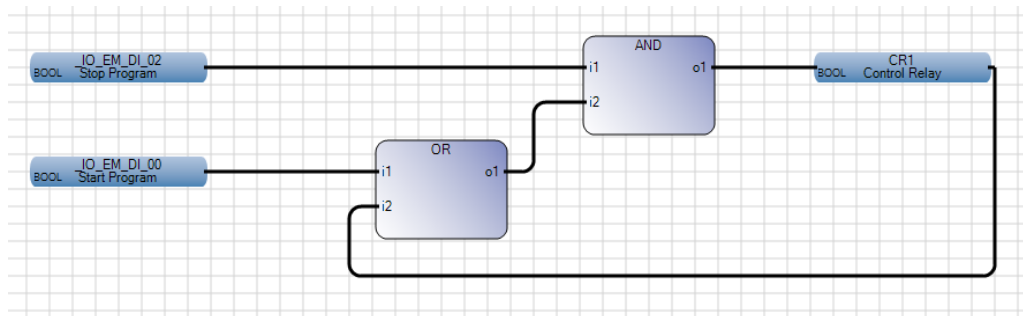 AND
_IO_EM_DI_02
BOOL Stop Program
i1 o1
CR1
BOOL Control Relay
i2
OR
_IO_EM_DI_00
BOOL Start Program
i1 o1
i2